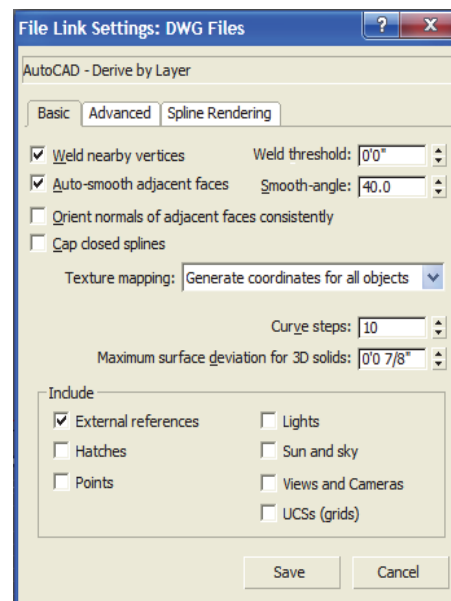 File Link Settings: DWG Files ? X
AutoCAD - Derive by Layer
Basic Advanced Spline Rendering
Weld nearby vertices Weld threshold: 0'0"
Auto-smooth adjacent faces Smooth-angle: 40.0
Orient normals of adjacent faces consistently
Cap closed splines
Texture mapping: Generate coordinates for all objects
Curve steps: 10
Maximum surface deviation for 3D solids: 0'0 7/8"
Include
External references Lights
Hatches Sun and sky
Points Views and Cameras
UCSs (grids)
Save Cancel